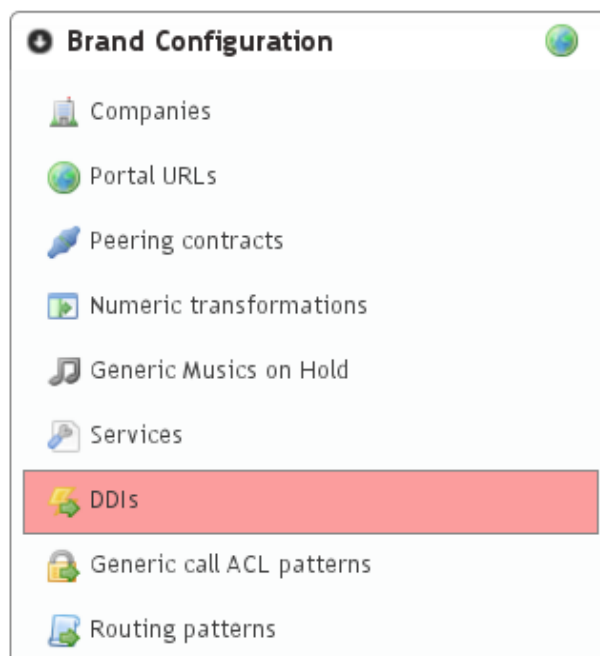 Brand Configuration
Companies
Portal URLs
Peering contracts
Numeric transformations
Generic Musics on Hold
Services
DDIs
Generic call ACL patterns
Routing patterns